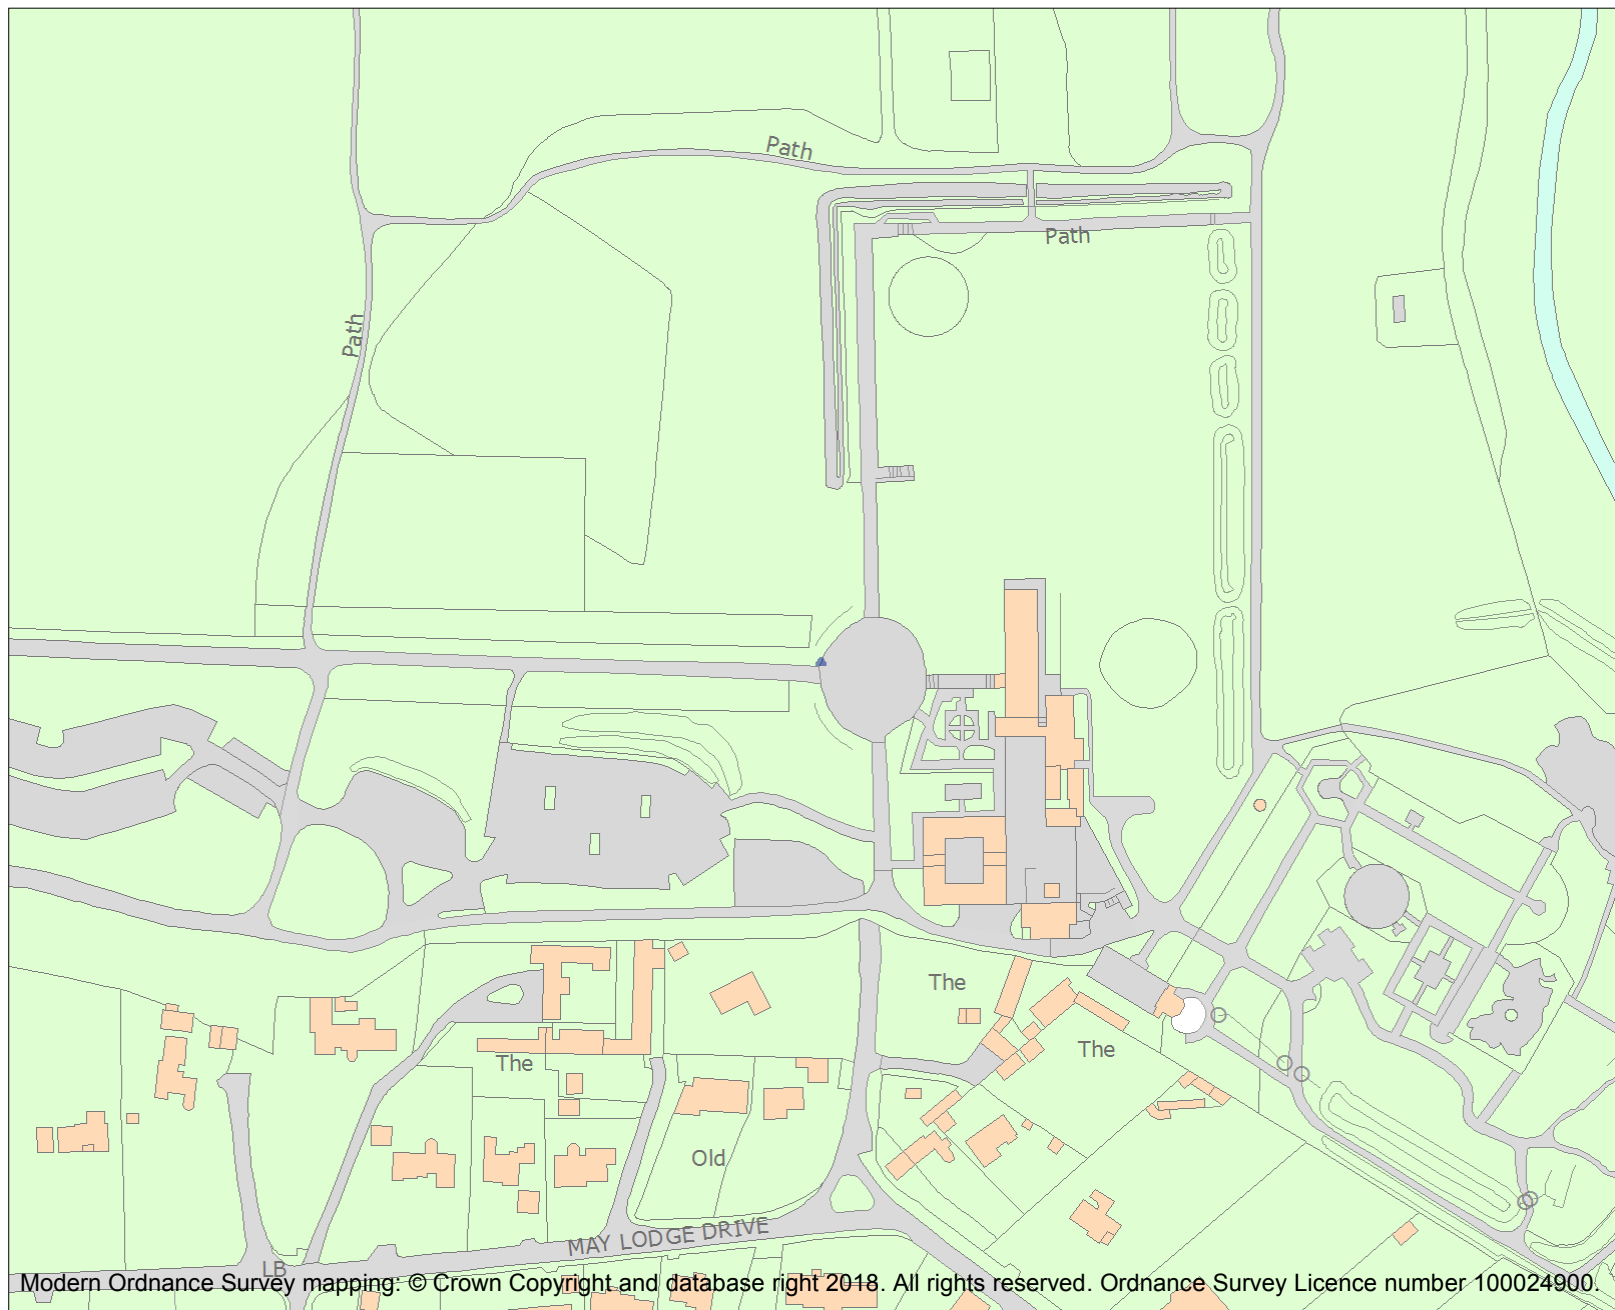 Path
Path
Path
The
The
The
Old
MAY LODGE DRIVE
LB
Modern Ordnance Survey mapping: © Crown Copyright and database right 2018. All rights reserved. Ordnance Survey Licence number 100024900.